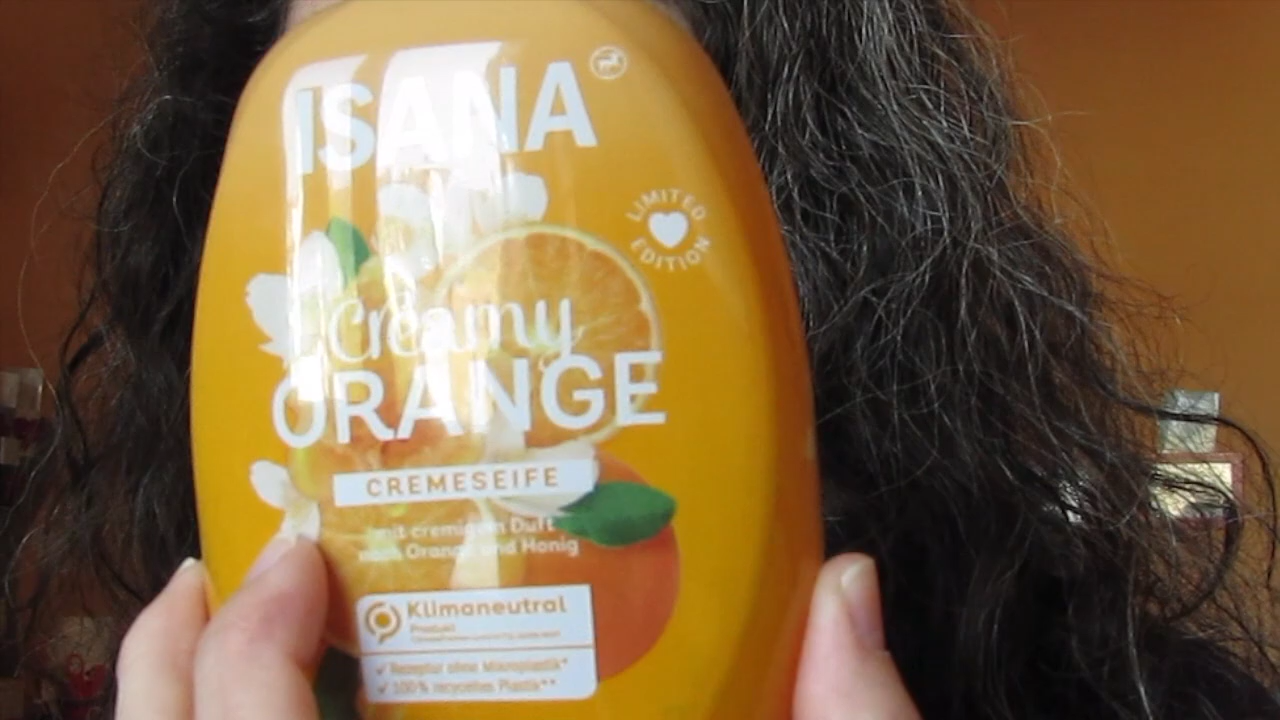 ISANA
LIMITED
EDITION
Creamy
ORANGE
CREMESEIFE
mit cremigem Duft
nach Orange und Honig
Klimaneutral
Produkt
✓ Rezeptur ohne Mikroplastik*
✓ 100% recyceltes Plastik**